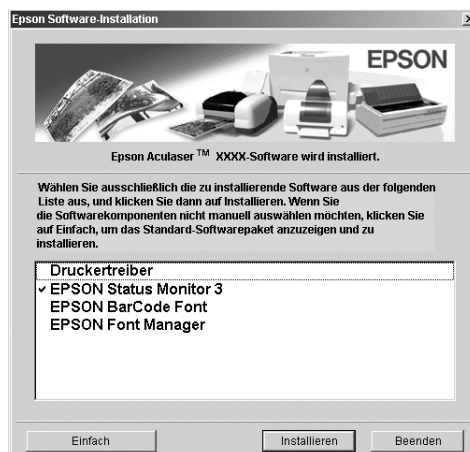 Epson Software-Installation
EPSON
Epson Aculaser™ XXXX-Software wird installiert.
Wählen Sie ausschließlich die zu installierende Software aus der folgenden
Liste aus, und klicken Sie dann auf Installieren. Wenn Sie
die Softwarekomponenten nicht manuell auswählen möchten, klicken Sie
auf Einfach, um das Standard-Softwarepaket anzuzeigen und zu
installieren.
Druckertreiber
EPSON Status Monitor 3
EPSON BarCode Font
EPSON Font Manager
Einfach
Installieren
Beenden